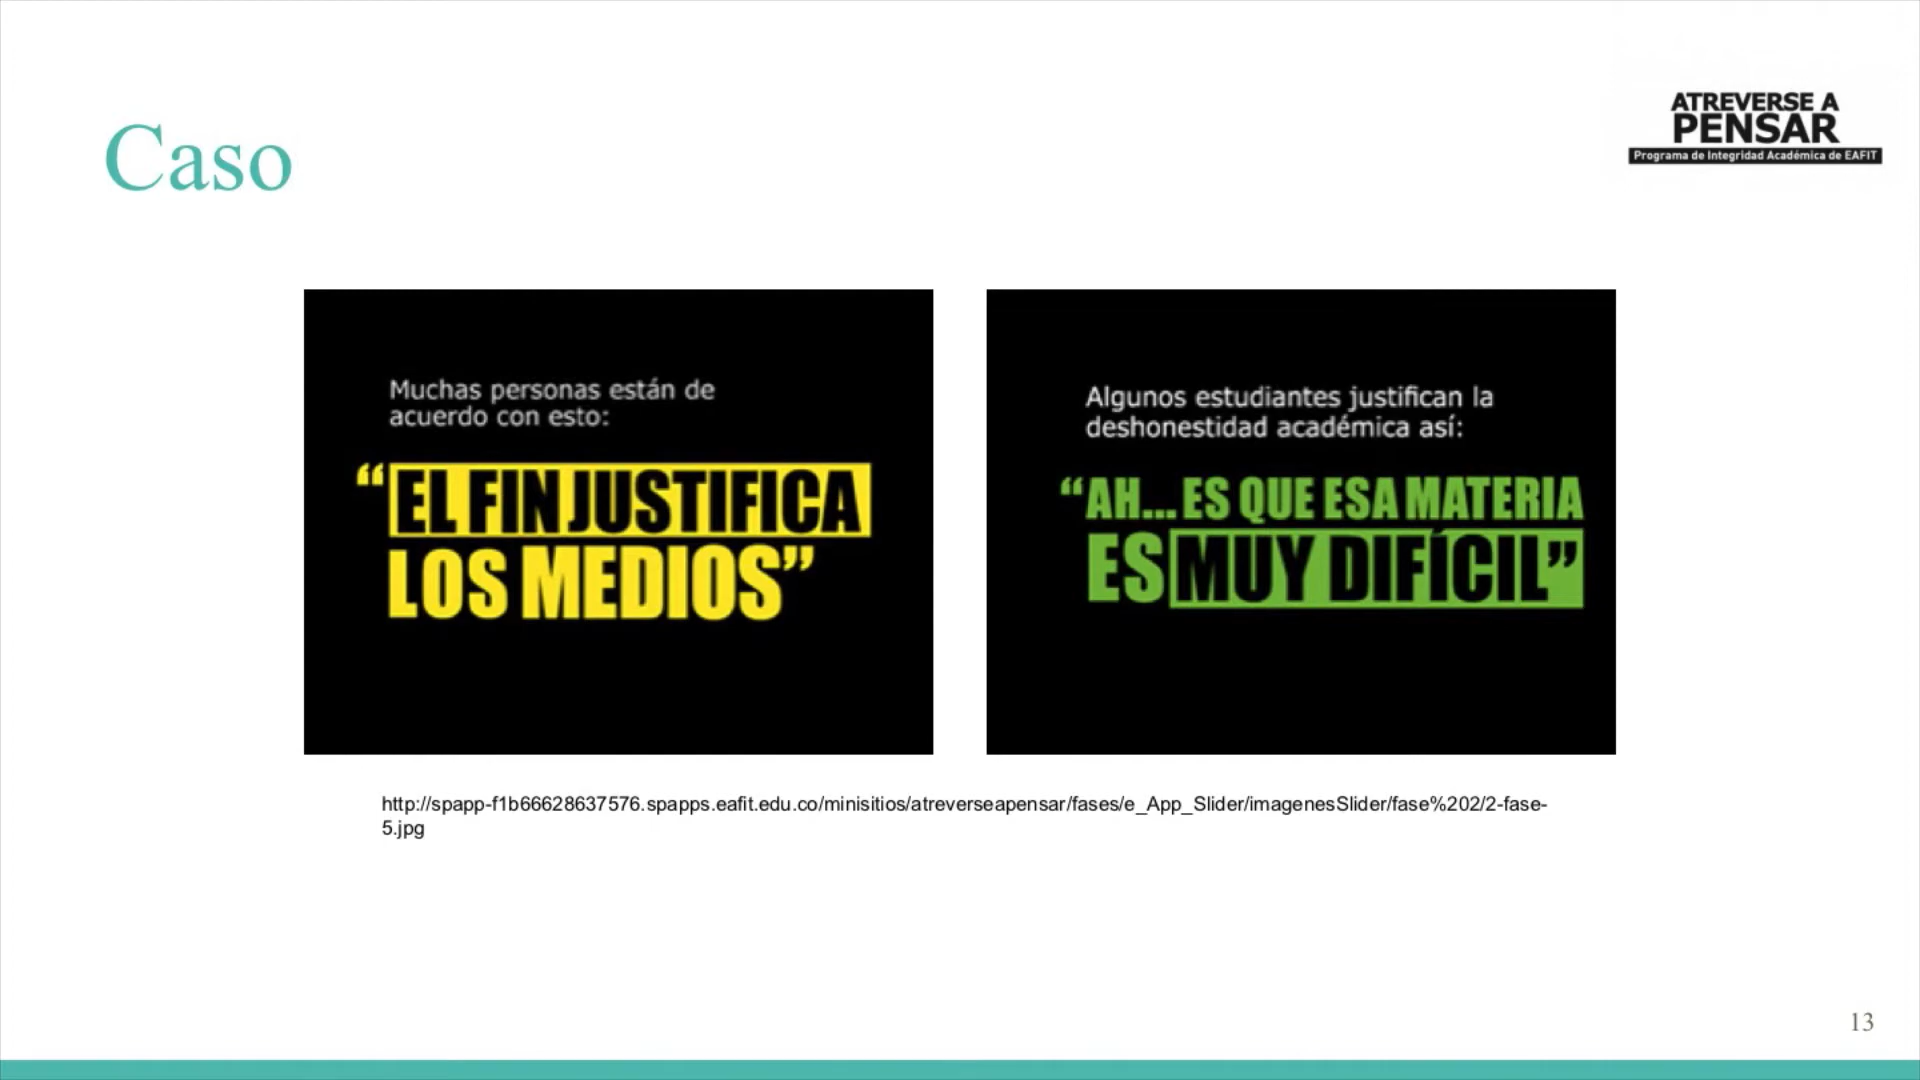 ATREVERSE A
PENSAR
Programa de Integridad Académica de EAFIT
Caso
Muchas personas están de
acuerdo con esto:
“EL FIN JUSTIFICA
LOS MEDIOS”
Algunos estudiantes justifican la
deshonestidad académica así:
“AH... ES QUE ESA MATERIA
ES MUY DIFÍCIL”
http://spapp-f1b66628637576.spapps.eafit.edu.co/minisitios/atreverseapensar/fases/e_App_Slider/imagenesSlider/fase%202/2-fase-
5.jpg
13